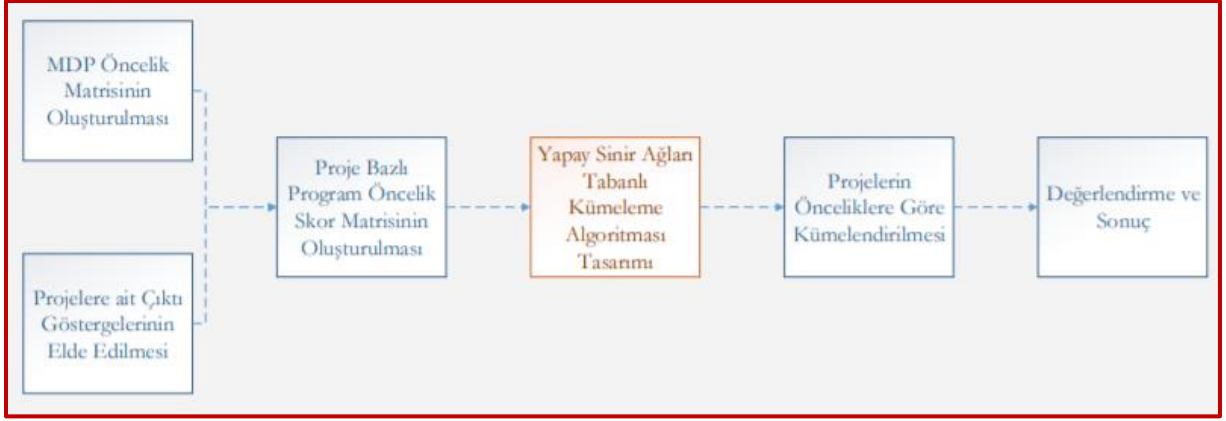 MDP Öncelik
Matrisinin
Oluşturulması
Projelere ait Çıktı
Göstergelerinin
Elde Edilmesi
Proje Bazlı
Program Öncelik
Skor Matrisinin
Oluşturulması
Yapay Sinir Ağları
Tabanlı
Kümeleme
Algoritması
Tasarımı
Projelerin
Önceliklere Göre
Kümelendirilmesi
Değerlendirme ve
Sonuç